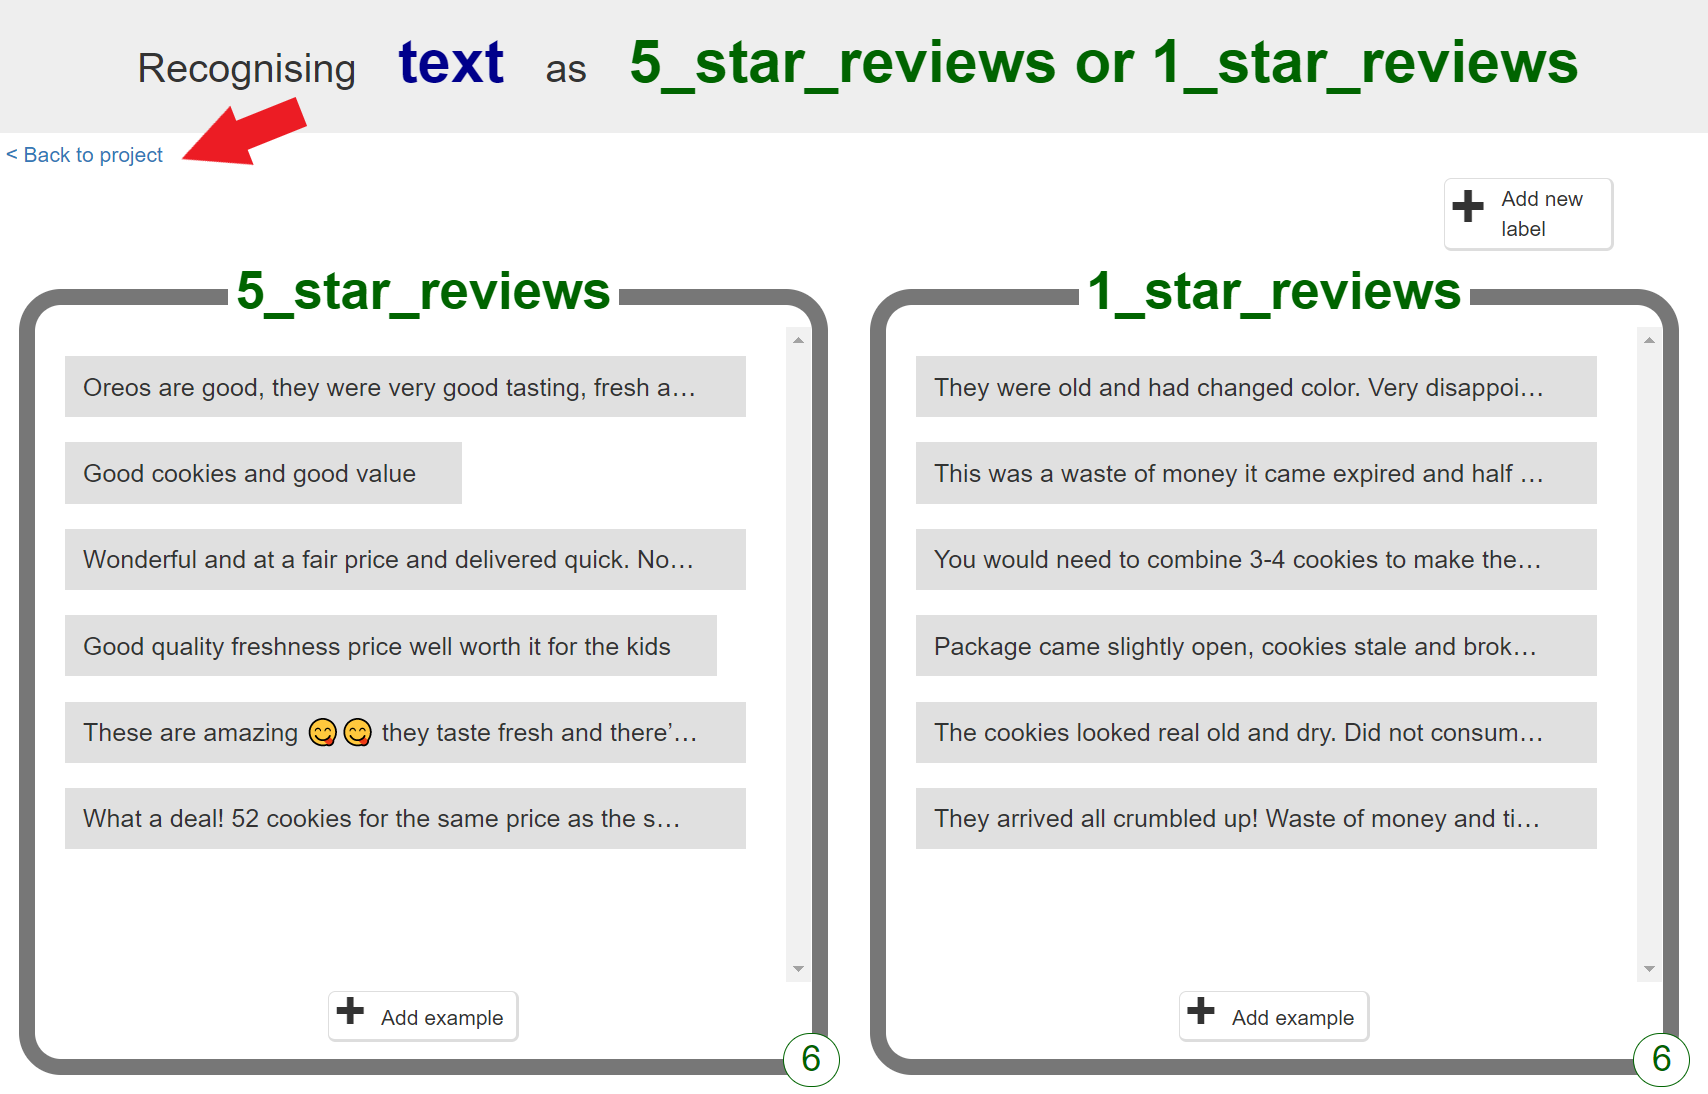 Recognising text as 5_star_reviews or 1_star_reviews
< Back to project
Add new
label
5_star_reviews
Oreos are good, they were very good tasting, fresh a…
Good cookies and good value
Wonderful and at a fair price and delivered quick. No…
Good quality freshness price well worth it for the kids
These are amazing 😋😋 they taste fresh and there’…
What a deal! 52 cookies for the same price as the s…
Add example
6
1_star_reviews
They were old and had changed color. Very disappoi…
This was a waste of money it came expired and half …
You would need to combine 3-4 cookies to make the…
Package came slightly open, cookies stale and brok…
The cookies looked real old and dry. Did not consum…
They arrived all crumbled up! Waste of money and ti…
Add example
6